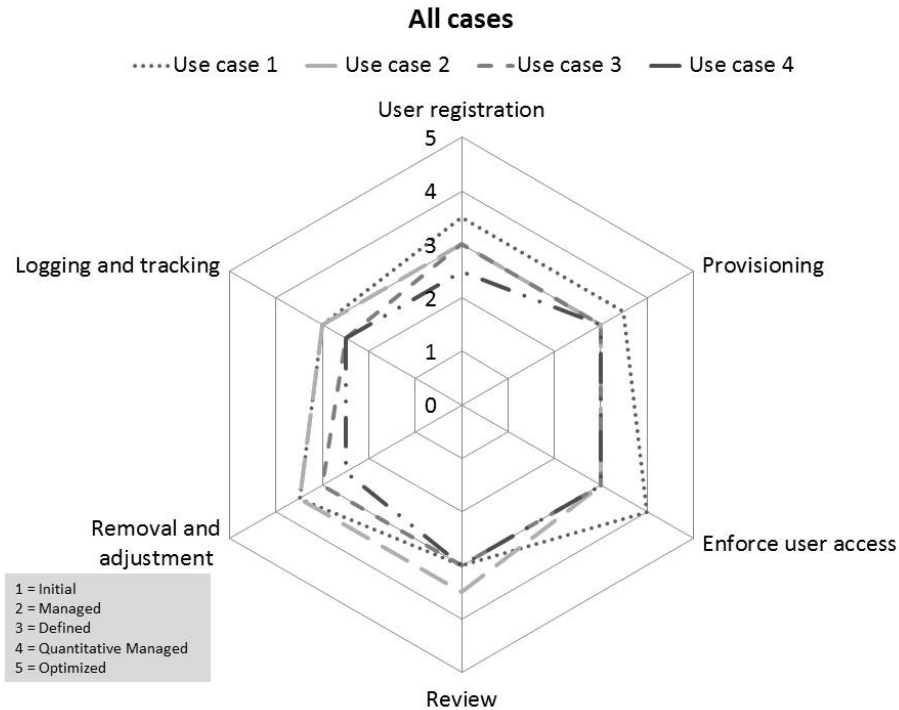 All cases
Use case 1 Use case 2 Use case 3 Use case 4
User registration
5
4
3
2
1
0
Logging and tracking
Provisioning
Removal and
adjustment
Enforce user access
Review
1 = Initial
2 = Managed
3 = Defined
4 = Quantitative Managed
5 = Optimized